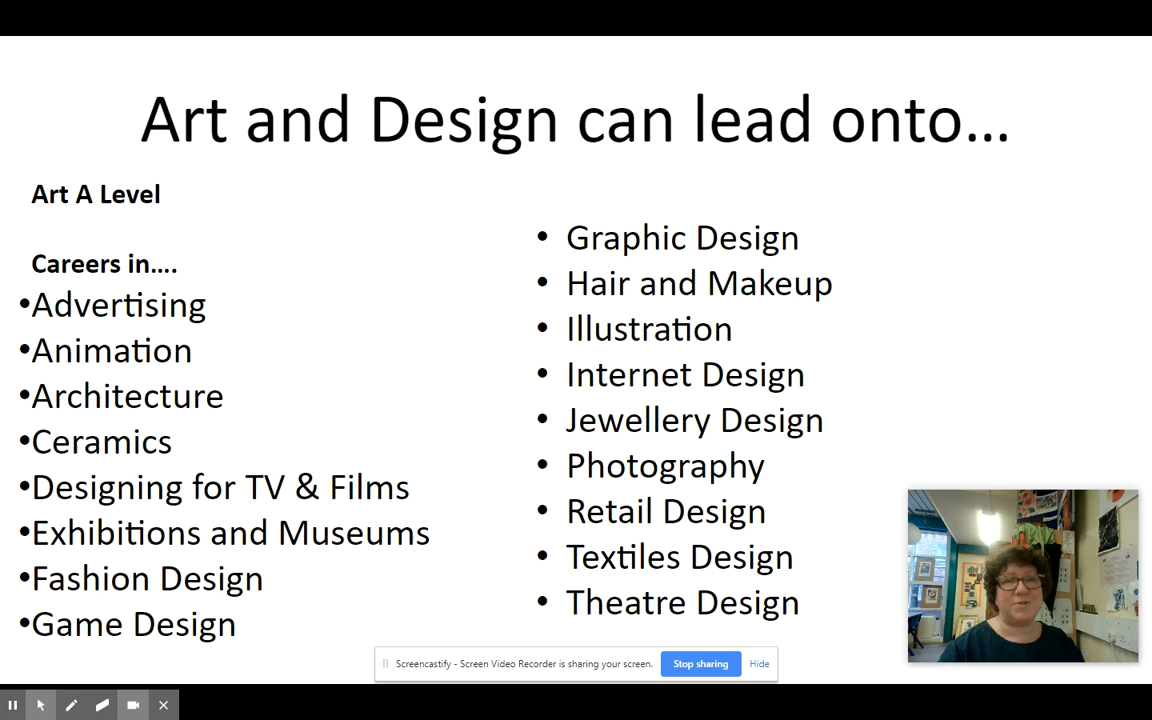 Art and Design can lead onto...
Art A Level
Careers in....
•Advertising
•Animation
•Architecture
•Ceramics
•Designing for TV & Films
•Exhibitions and Museums
•Fashion Design
•Game Design
• Graphic Design
• Hair and Makeup
• Illustration
• Internet Design
• Jewellery Design
• Photography
• Retail Design
• Textiles Design
• Theatre Design
Screencastify - Screen Video Recorder is sharing your screen. Stop sharing Hide